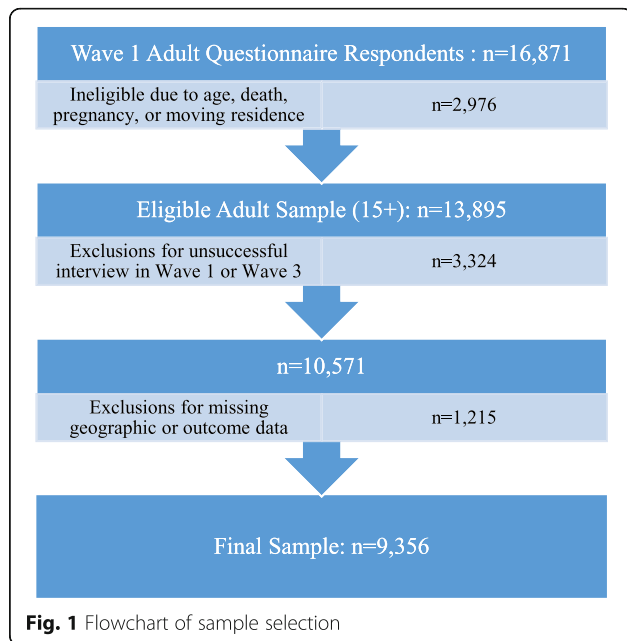 Wave 1 Adult Questionnaire Respondents : n=16,871
Ineligible due to age, death,
pregnancy, or moving residence
n=2,976
Eligible Adult Sample (15+): n=13,895
Exclusions for unsuccessful
interview in Wave 1 or Wave 3
n=3,324
n=10,571
Exclusions for missing
geographic or outcome data
n=1,215
Final Sample: n=9,356
Fig. 1 Flowchart of sample selection